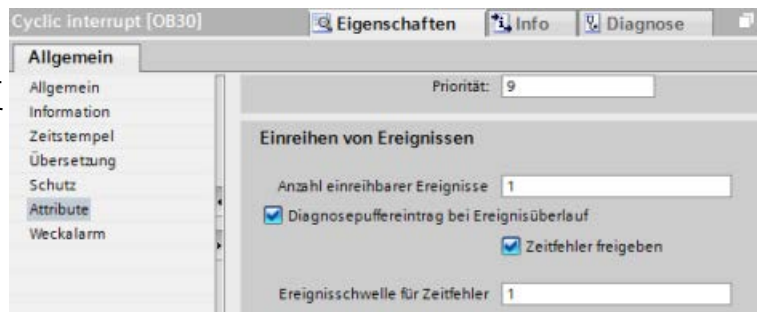 Cyclic interrupt [OB30]
Eigenschaften
Info
Diagnose
Allgemein
Allgemein
Information
Zeitstempel
Übersetzung
Schutz
Attribute
Weckalarm
Priorität: 9
Einreihen von Ereignissen
Anzahl einreihbarer Ereignisse 1
Diagnosepuffereintrag bei Ereignisüberlauf
Zeitfehler freigeben
Ereignisschwelle für Zeitfehler 1